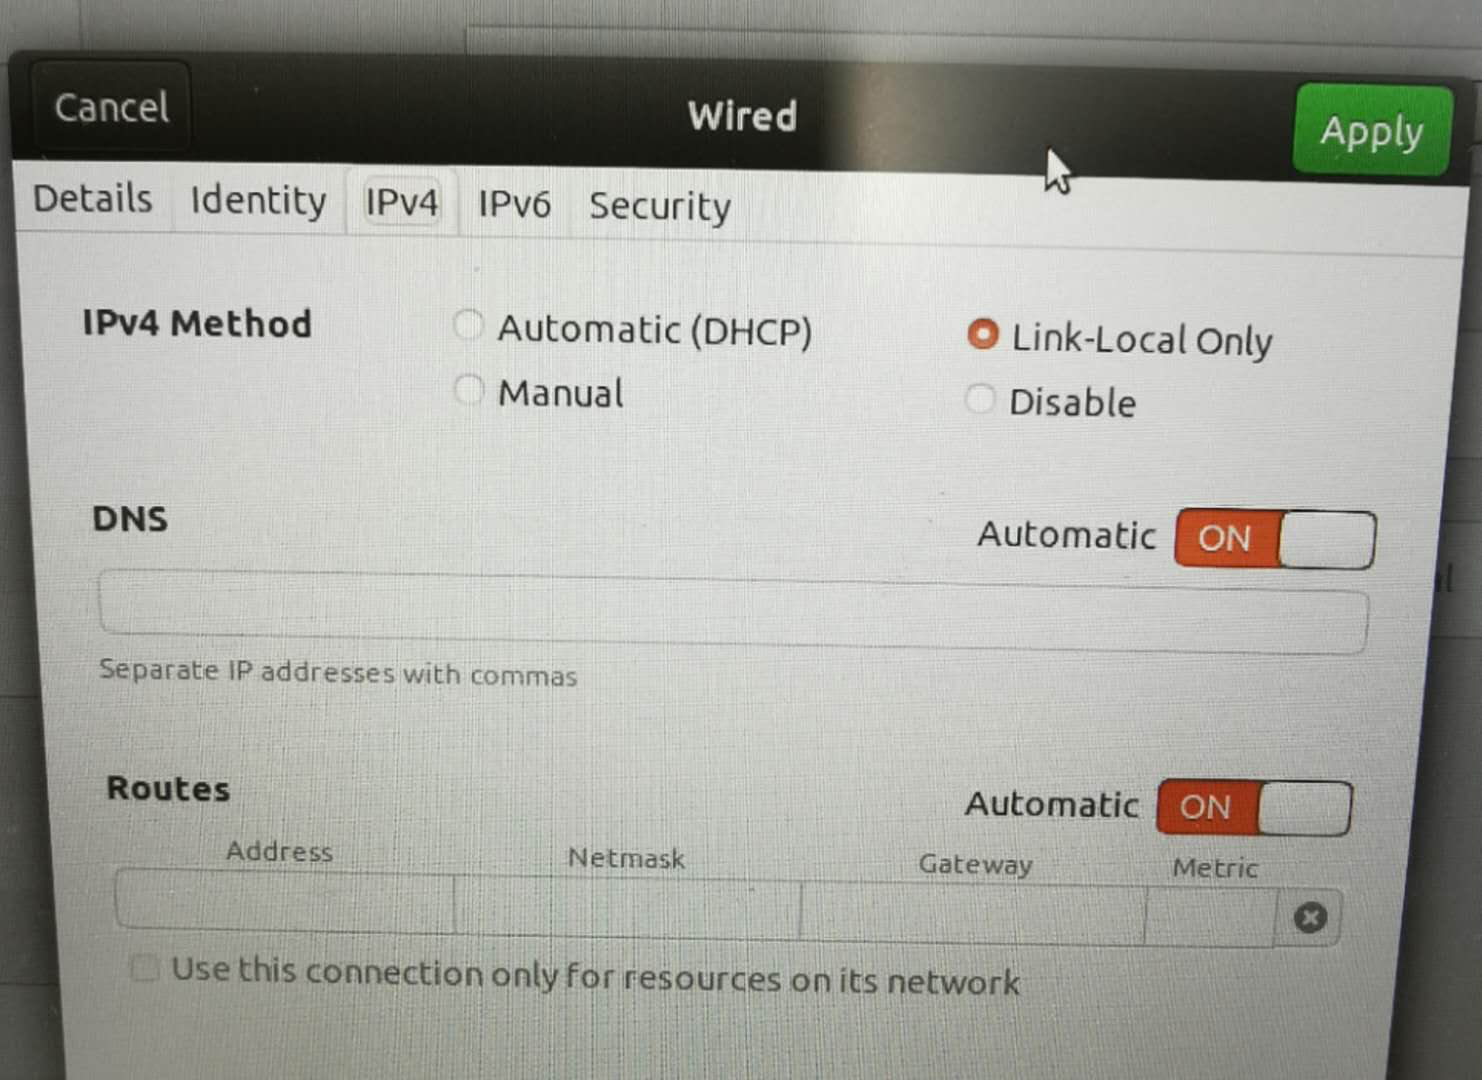 Cancel Wired Apply
Details Identity IPv4 IPv6 Security
IPv4 Method Automatic (DHCP) Link-Local Only
Manual Disable
DNS Automatic ON
Separate IP addresses with commas
Routes Automatic ON
Address Netmask Gateway Metric
Use this connection only for resources on its network